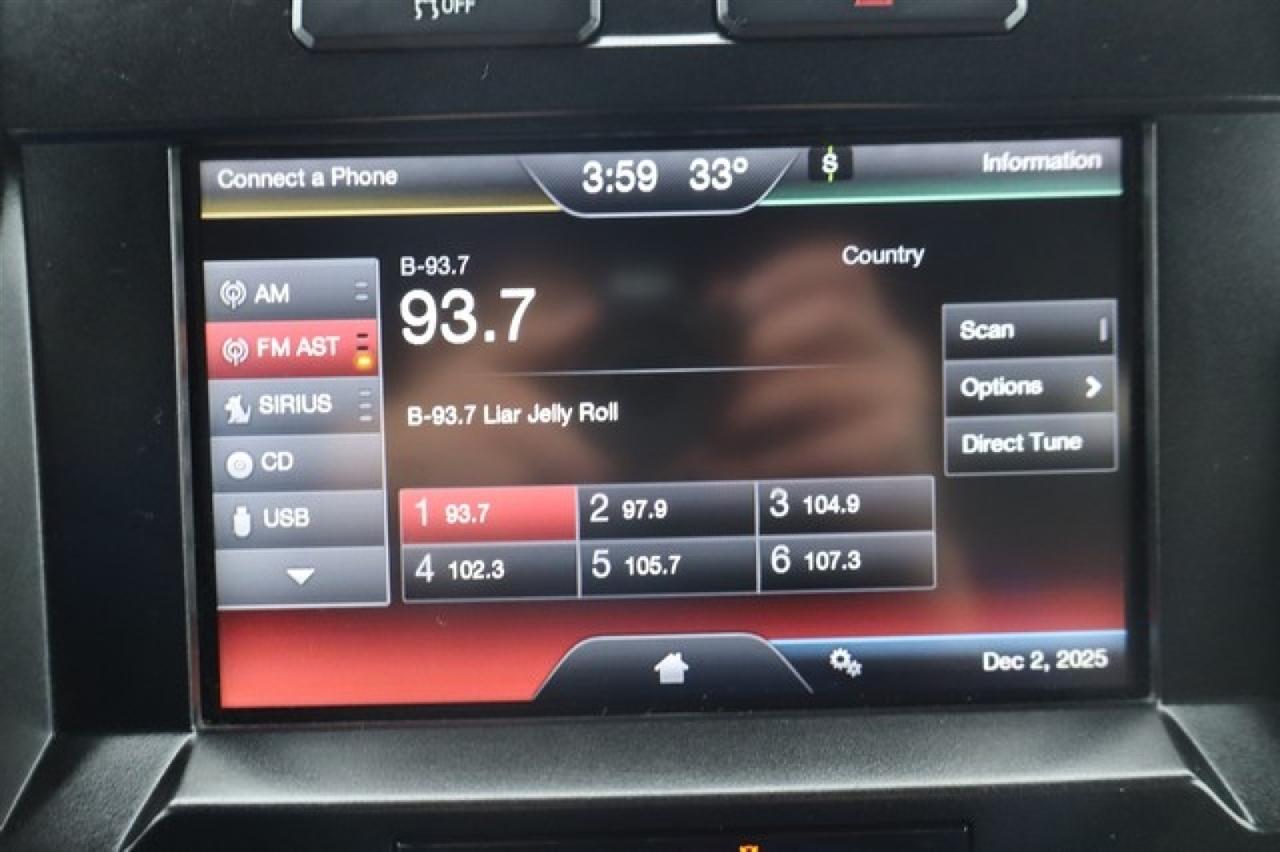 OFF
Connect a Phone
3:59 33°
$
Information
B-93.7
Country
93.7
AM
FM AST
SIRIUS
CD
USB
Scan
Options
Direct Tune
B-93.7 Liar Jelly Roll
1 93.7
2 97.9
3 104.9
4 102.3
5 105.7
6 107.3
Dec 2, 2025